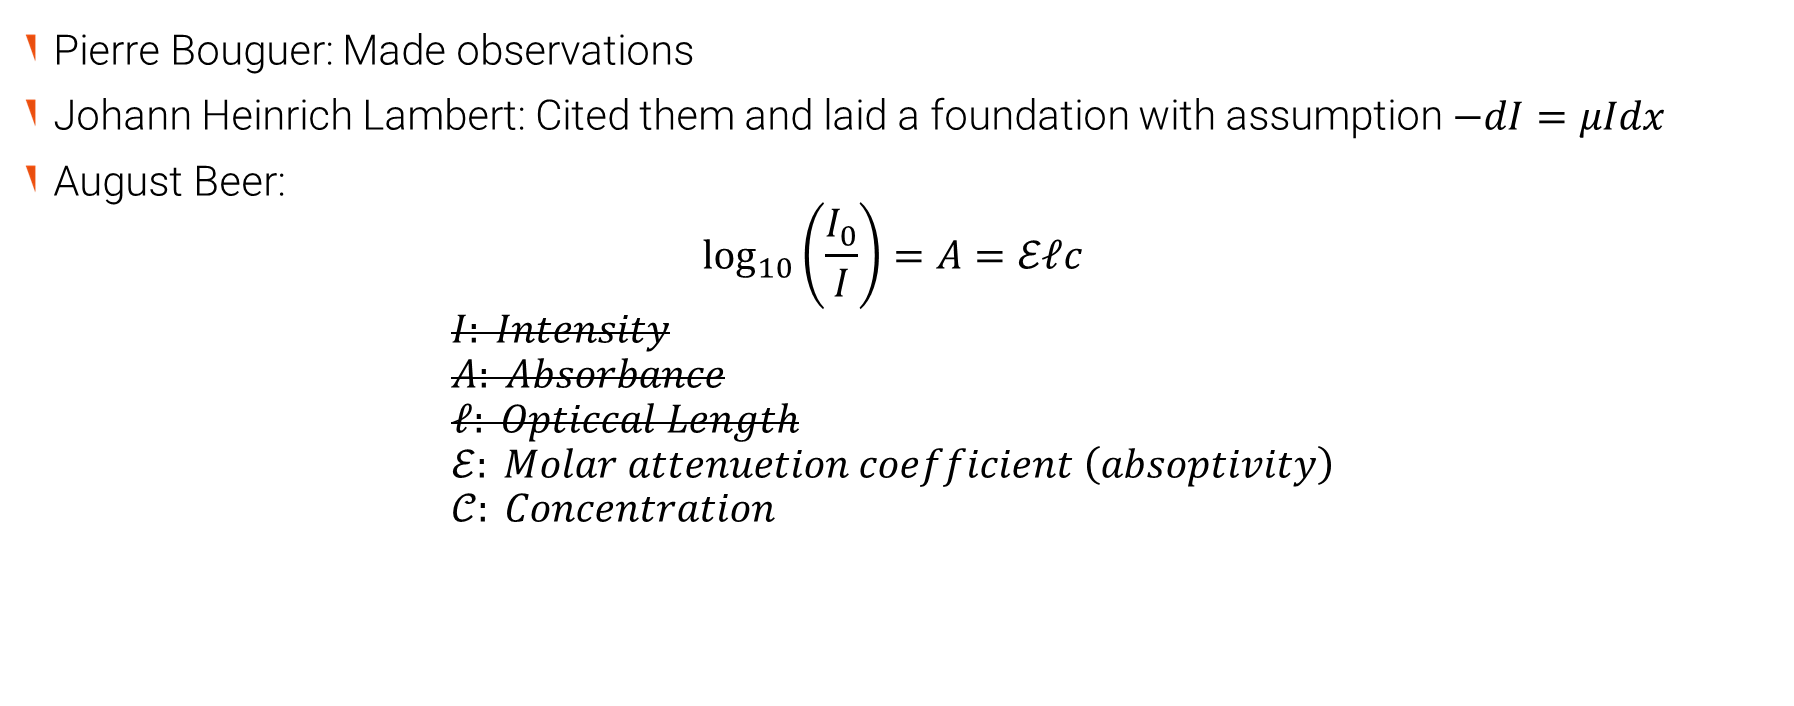 Pierre Bouguer: Made observations
Johann Heinrich Lambert: Cited them and laid a foundation with assumption −dI = μIdx
August Beer:
log₁₀(I₀/I) = A = ℇℓc
I: Intensity
A: Absorbance
ℓ: Opticcal Length
ℇ: Molar attenuetion coefficient (absoptivity)
𝒞: Concentration